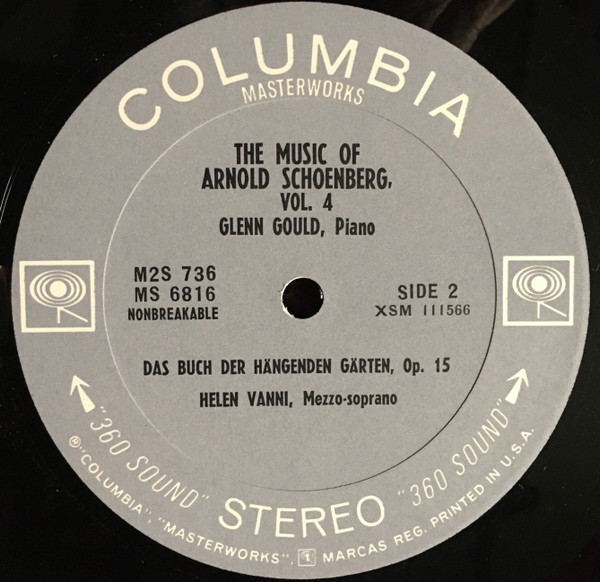 COLUMBIA
MASTERWORKS
THE MUSIC OF
ARNOLD SCHOENBERG,
VOL. 4
GLENN GOULD, Piano
M2S 736
MS 6816
NONBREAKABLE
SIDE 2
XSM 111566
DAS BUCH DER HÄNGENDEN GÄRTEN, Op. 15
HELEN VANNI, Mezzo-soprano
"360 SOUND" STEREO "360 SOUND"
® "COLUMBIA", "MASTERWORKS", MARCAS REG. PRINTED IN U.S.A.